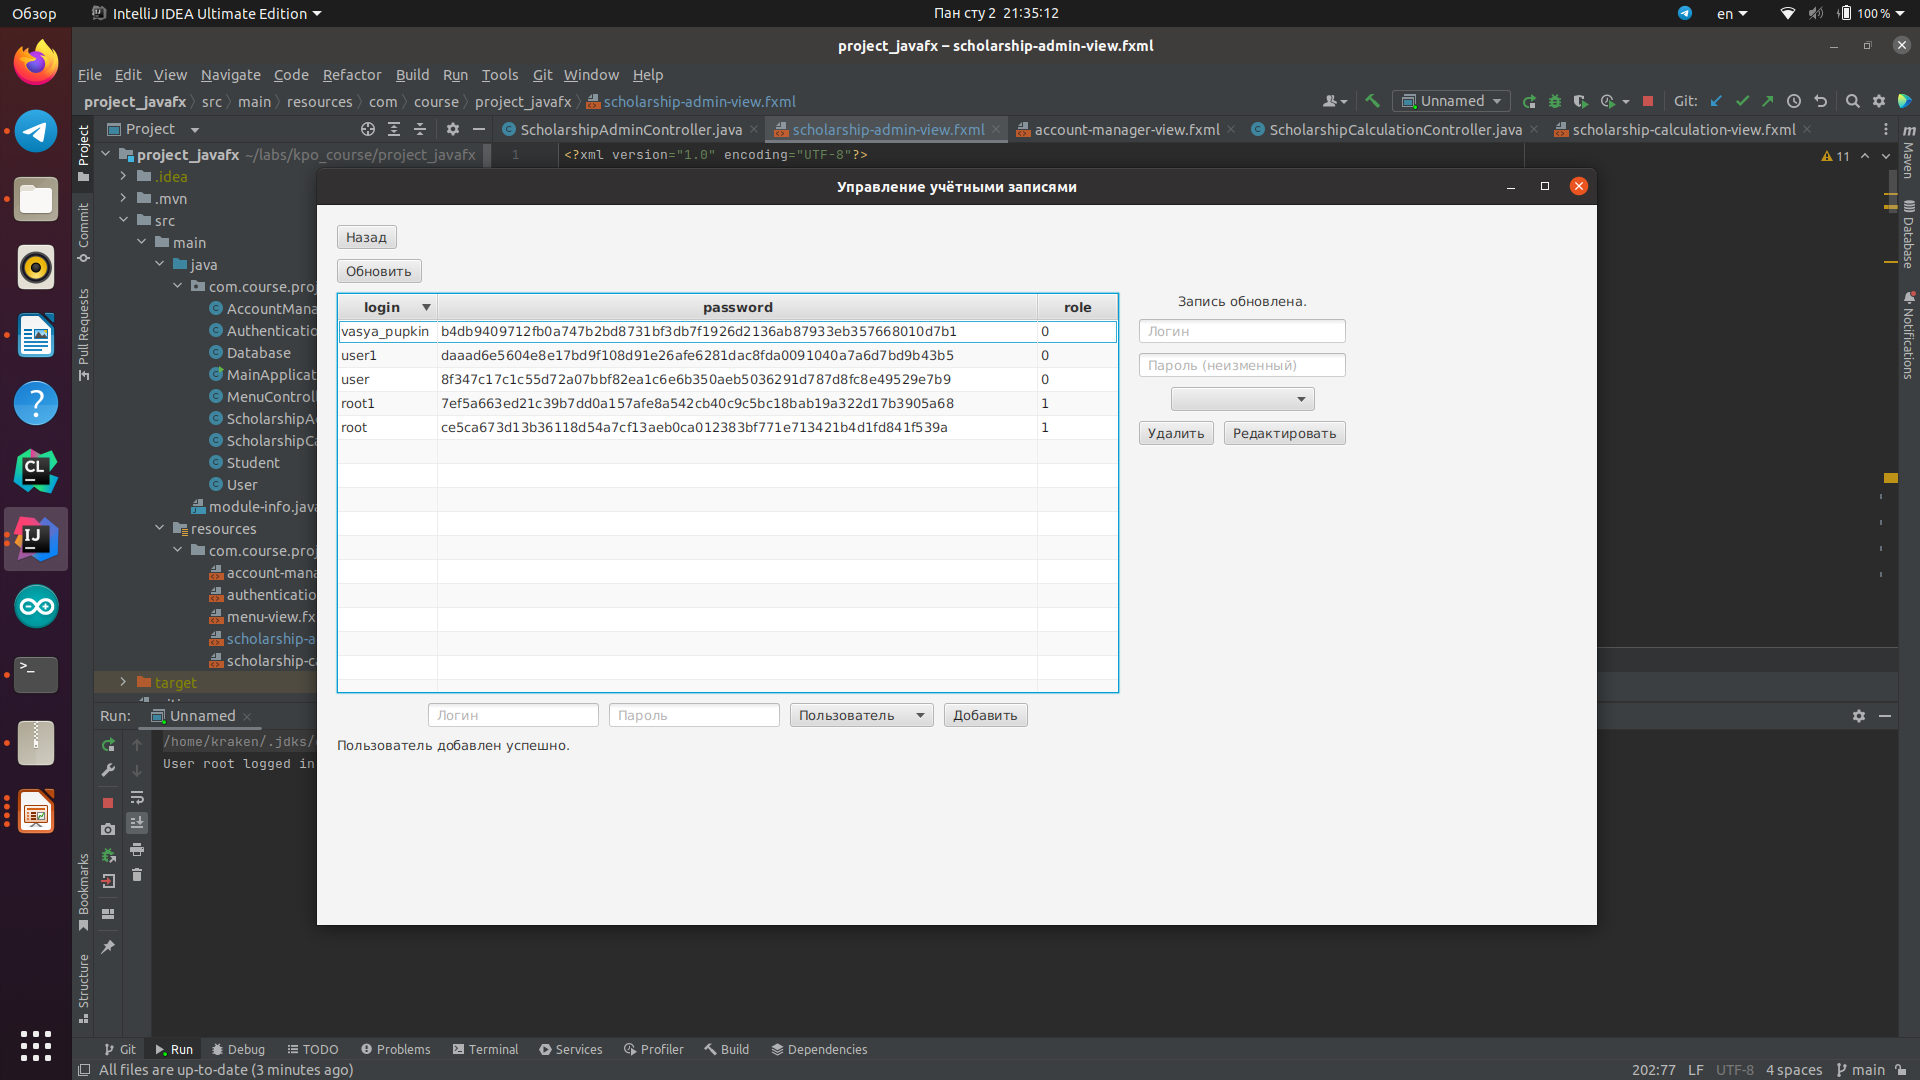 Обзор
IntelliJ IDEA Ultimate Edition
Пан сту 2 21:35:12
en
100 %
project_javafx – scholarship-admin-view.fxml
File Edit View Navigate Code Refactor Build Run Tools Git Window Help
project_javafx src main resources com course project_javafx scholarship-admin-view.fxml
Unnamed
Git:
Project
ScholarshipAdminController.java
scholarship-admin-view.fxml
account-manager-view.fxml
ScholarshipCalculationController.java
scholarship-calculation-view.fxml
project_javafx ~/labs/kpo_course/project_javafx
1 <?xml version="1.0" encoding="UTF-8"?>
11
.idea
.mvn
src
main
java
com.course.proj
AccountMana
Authenticatio
Database
MainApplicat
MenuControll
ScholarshipA
ScholarshipCa
Student
User
module-info.java
resources
com.course.proj
account-mana
authenticatio
menu-view.fx
scholarship-a
scholarship-ca
target
Project
Commit
Pull Requests
Bookmarks
Structure
Maven
Database
Notifications
Управление учётными записями
Назад
Обновить
login password role
vasya_pupkin b4db9409712fb0a747b2bd8731bf3db7f1926d2136ab87933eb357668010d7b1 0
user1 daaad6e5604e8e17bd9f108d91e26afe6281dac8fda0091040a7a6d7bd9b43b5 0
user 8f347c17c1c55d72a07bbf82ea1c6e6b350aeb5036291d787d8fc8e49529e7b9 0
root1 7ef5a663ed21c39b7dd0a157afe8a542cb40c9c5bc18bab19a322d17b3905a68 1
root ce5ca673d13b36118d54a7cf13aeb0ca012383bf771e713421b4d1fd841f539a 1
Запись обновлена.
Логин
Пароль (неизменный)
Удалить Редактировать
Логин Пароль Пользователь Добавить
Пользователь добавлен успешно.
Run: Unnamed
/home/kraken/.jdks/
User root logged in
Git Run Debug TODO Problems Terminal Services Profiler Build Dependencies
All files are up-to-date (3 minutes ago)
202:77 LF UTF-8 4 spaces main